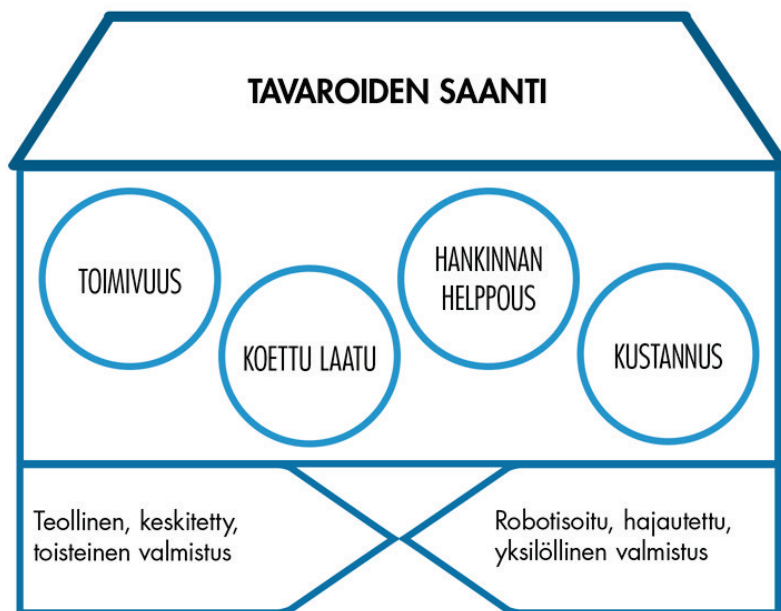 TAVAROIDEN SAANTI
TOIMIVUUS
KOETTU LAATU
HANKINNAN
HELPPOUS
KUSTANNUS
Teollinen, keskitetty,
toisteinen valmistus
Robotisoitu, hajautettu,
yksilöllinen valmistus